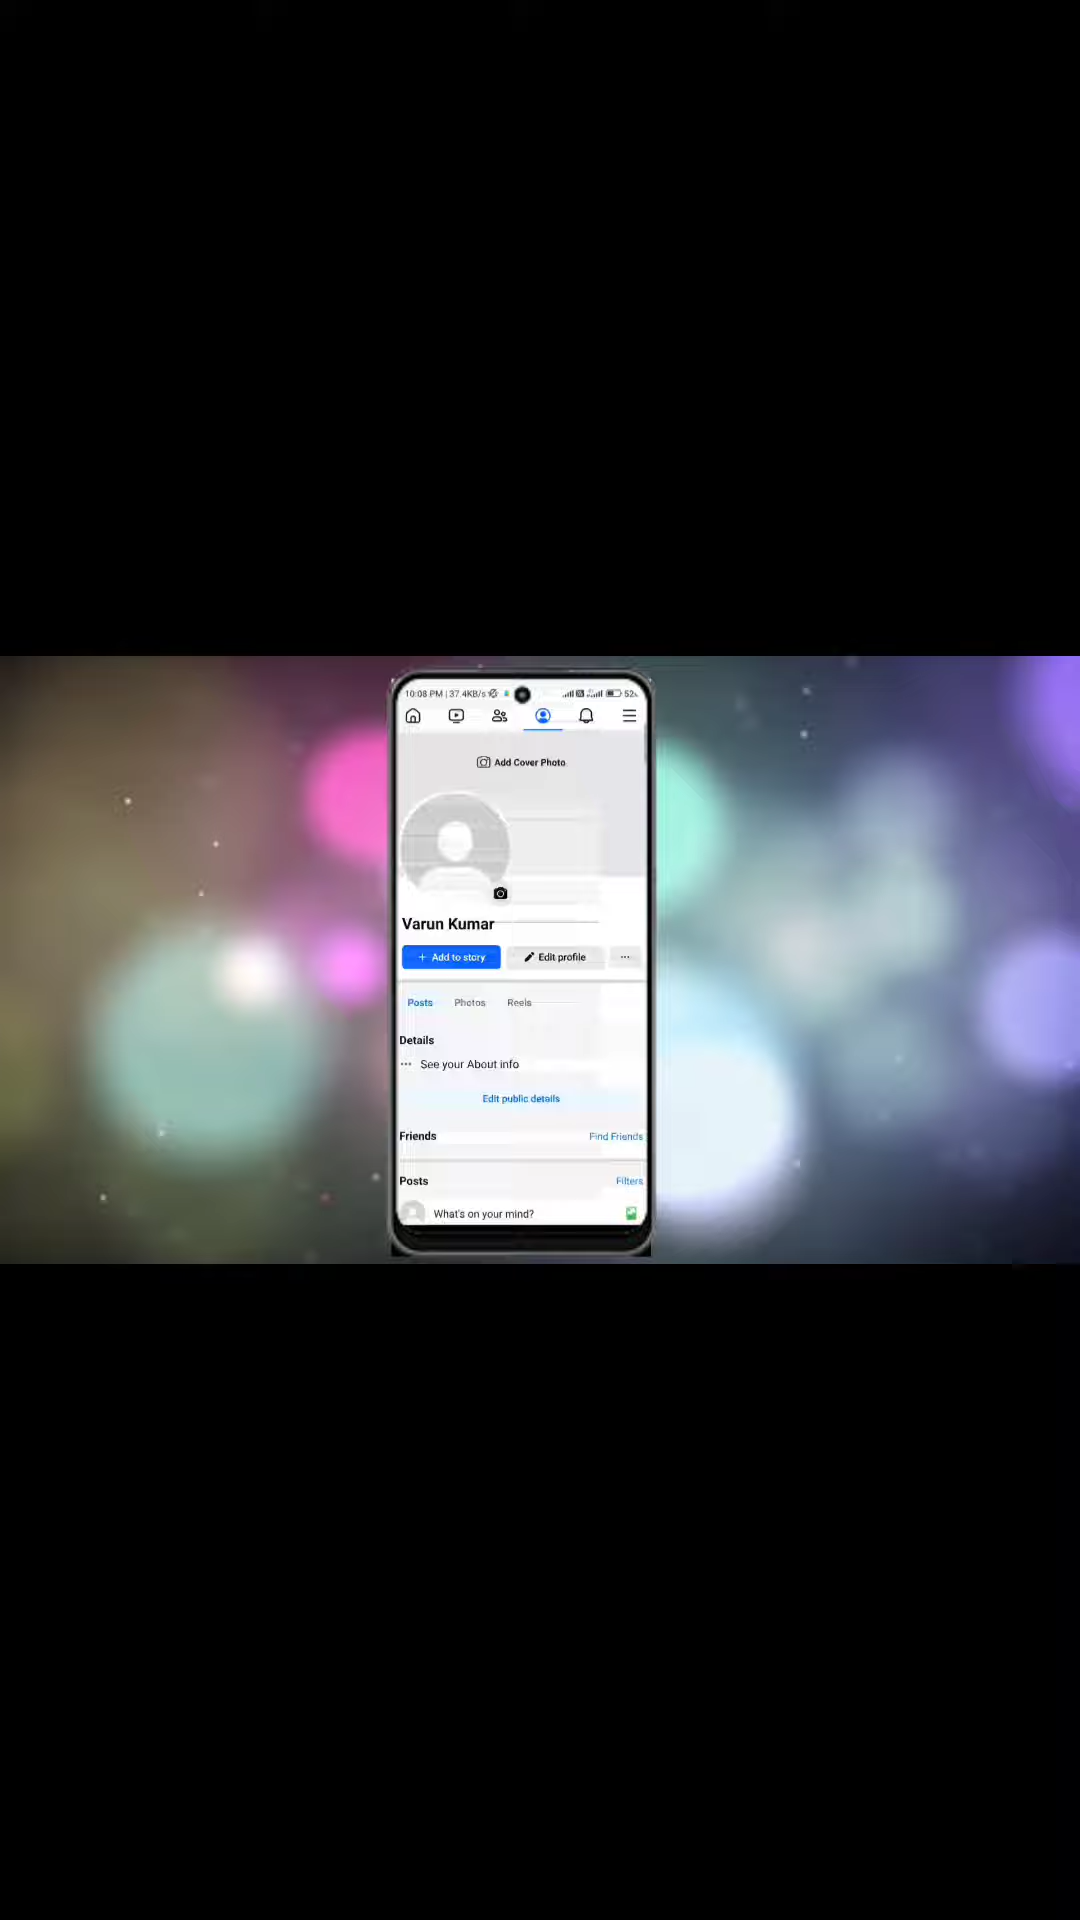 10:08 PM | 37.4KB/s
Add Cover Photo
Varun Kumar
+ Add to story Edit profile ...
Posts Photos Reels
Details
... See your About info
Edit public details
Friends Find Friends
Posts Filters
What's on your mind?